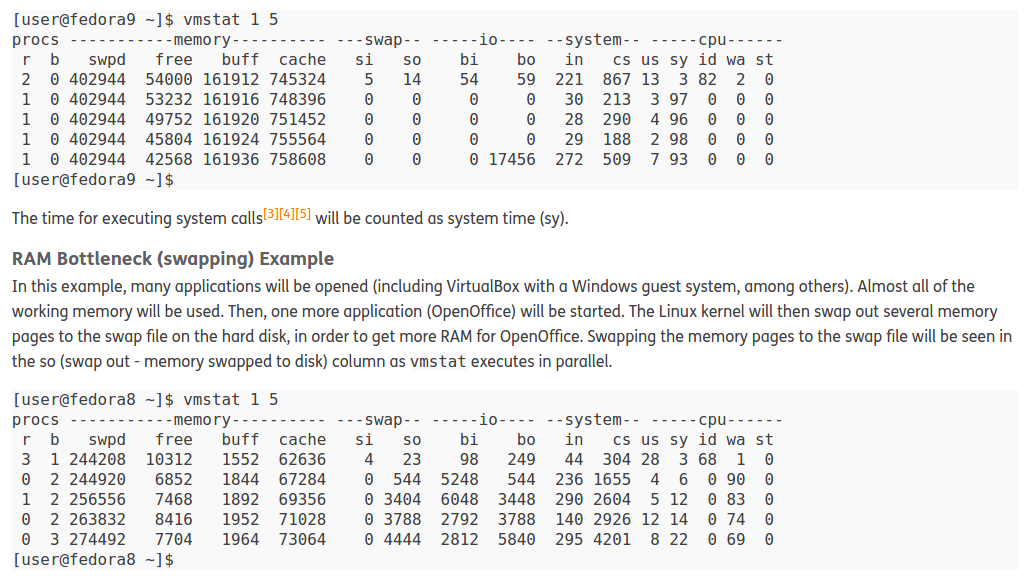 [user@fedora9 ~]$ vmstat 1 5
procs -----------memory---------- ---swap-- -----io---- --system-- -----cpu------
 r  b   swpd   free   buff  cache   si   so    bi    bo   in   cs us sy id wa st
 2  0 402944  54000 161912 745324    5   14    54    59  221  867 13  3 82  2  0
 1  0 402944  53232 161916 748396    0    0     0     0   30  213  3 97  0  0  0
 1  0 402944  49752 161920 751452    0    0     0     0   28  290  4 96  0  0  0
 1  0 402944  45804 161924 755564    0    0     0     0   29  188  2 98  0  0  0
 1  0 402944  42568 161936 758608    0    0     0 17456  272  509  7 93  0  0  0
[user@fedora9 ~]$
The time for executing system calls[3][4][5] will be counted as system time (sy).
RAM Bottleneck (swapping) Example
In this example, many applications will be opened (including VirtualBox with a Windows guest system, among others). Almost all of the
working memory will be used. Then, one more application (OpenOffice) will be started. The Linux kernel will then swap out several memory
pages to the swap file on the hard disk, in order to get more RAM for OpenOffice. Swapping the memory pages to the swap file will be seen in
the so (swap out - memory swapped to disk) column as vmstat executes in parallel.
[user@fedora8 ~]$ vmstat 1 5
procs -----------memory---------- ---swap-- -----io---- --system-- -----cpu------
 r  b   swpd   free   buff  cache   si   so    bi    bo   in   cs us sy id wa st
 3  1 244208  10312   1552  62636    4   23    98   249   44  304 28  3 68  1  0
 0  2 244920   6852   1844  67284    0  544  5248   544  236 1655  4  6  0 90  0
 1  2 256556   7468   1892  69356    0 3404  6048  3448  290 2604  5 12  0 83  0
 0  2 263832   8416   1952  71028    0 3788  2792  3788  140 2926 12 14  0 74  0
 0  3 274492   7704   1964  73064    0 4444  2812  5840  295 4201  8 22  0 69  0
[user@fedora8 ~]$